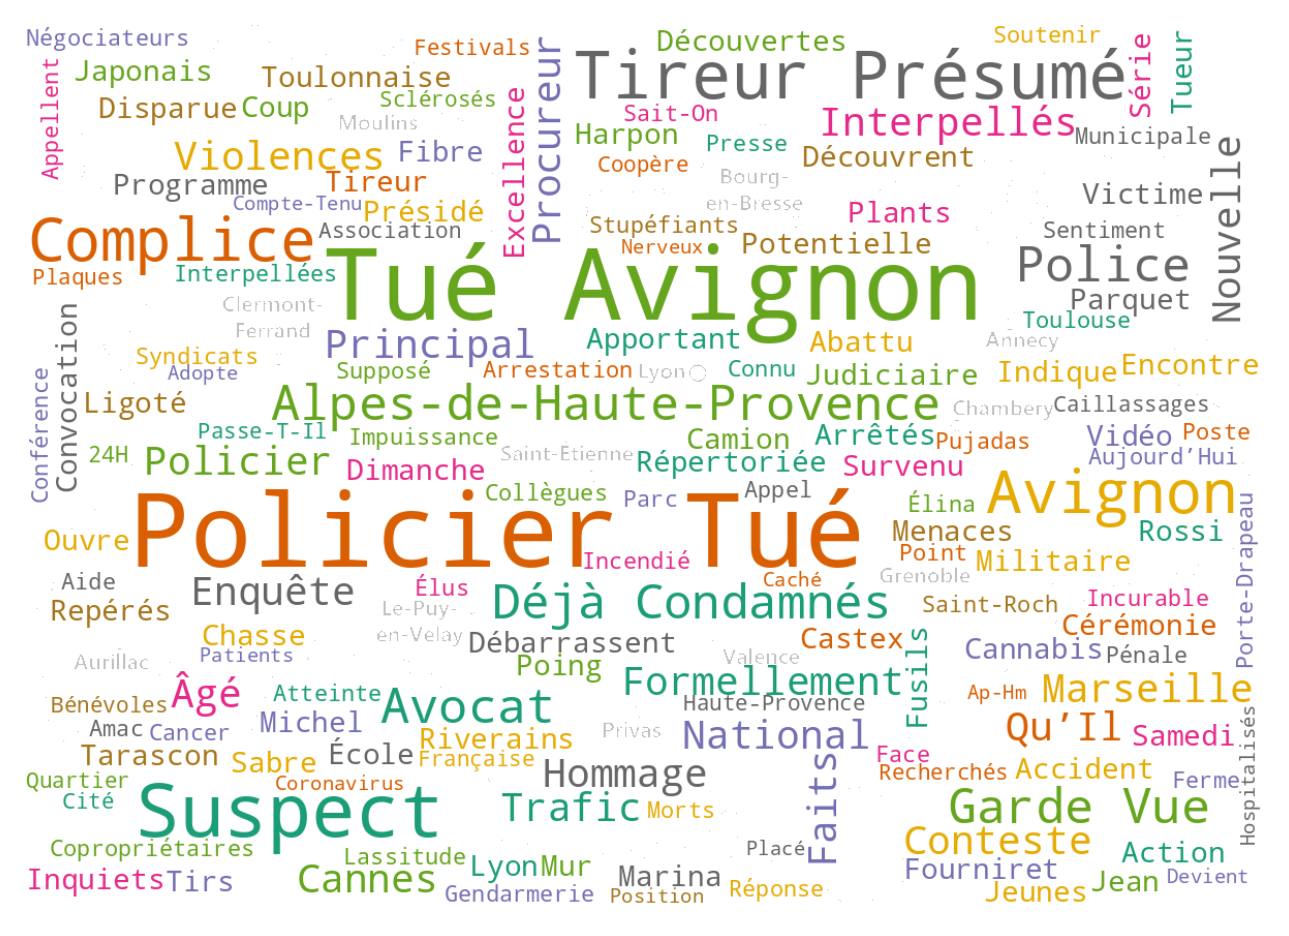 Négociateurs
Festivals
Découvertes
Soutenir
Japonais
Toulonnaise
Tireur Présumé
Série
Tueur
Appellent
Disparue
Coup
Sclérosés
Excellence
Procureur
Sait-On
Interpellés
Moulins
Harpon
Presse
Municipale
Violences
Fibre
Coopère
Découvrent
Nouvelle
Programme
Tireur
Bourg-
en-Bresse
Victime
Compte-Tenu
Présidé
Plants
Complice
Association
Stupéfiants
Potentielle
Sentiment
Nerveux
Plaques
Interpellées
Tué Avignon
Police
Parquet
Clermont-
Ferrand
Toulouse
Convocation
Principal
Apportant
Abattu
Annecy
Syndicats
Adopte
Supposé
Arrestation
Lyon
Connu
Judiciaire
Indique
Encontre
Conférence
Ligoté
Alpes-de-Haute-Provence
Chambery
Caillassages
Passe-T-Il
Impuissance
Camion
Arrêtés
Pujadas
Vidéo
Poste
24H
Policier
Dimanche
Saint-Etienne
Répertoriée
Survenu
Aujourd’Hui
Collègues
Parc
Appel
Élina
Avignon
Ouvre
Policier Tué
Menaces
Rossi
Porte-Drapeau
Incendié
Point
Militaire
Aide
Enquête
Élus
Caché
Grenoble
Repérés
Le-Puy-
en-Velay
Déjà Condamnés
Saint-Roch
Incurable
Chasse
Débarrassent
Castex
Fusils
Cérémonie
Patients
Aurillac
Poing
Valence
Cannabis
Pénale
Âgé
Atteinte
Avocat
Formellement
Ap-Hm
Marseille
Bénévoles
Haute-Provence
Amac
Cancer
Michel
Riverains
Privas
National
Qu’Il
Samedi
Hospitalisés
Tarascon
Sabre
École
Française
Hommage
Faits
Face
Recherchés
Accident
Quartier
Coronavirus
Ferme
Cité
Suspect
Trafic
Morts
Garde Vue
Copropriétaires
Lassitude
Placé
Conteste
Action
Inquiets
Tirs
Cannes
Lyon
Mur
Marina
Fourniret
Jean
Devient
Gendarmerie
Position
Réponse
Jeunes